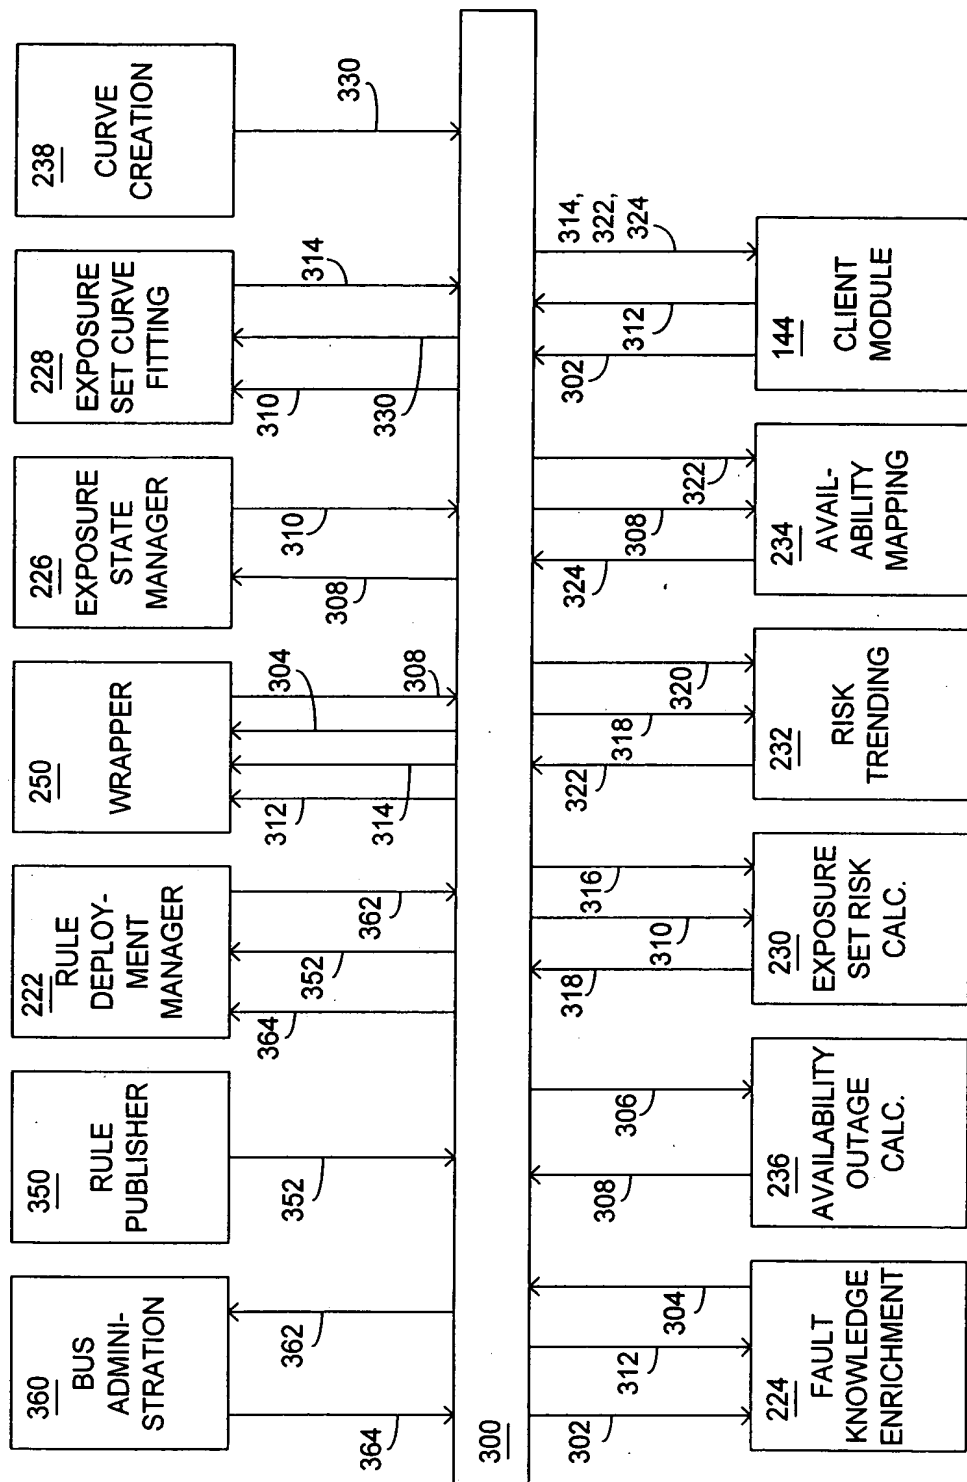 360
BUS
ADMINI-
STRATION
364
362
350
RULE
PUBLISHER
352
222
RULE
DEPLOY-
MENT
MANAGER
364
352
362
250
WRAPPER
312
314
304
308
226
EXPOSURE
STATE
MANAGER
308
310
228
EXPOSURE
SET CURVE
FITTING
310
330
314
238
CURVE
CREATION
330
300
302
312
304
224
FAULT
KNOWLEDGE
ENRICHMENT
308
306
236
AVAILABILITY
OUTAGE
CALC.
318
310
316
230
EXPOSURE
SET RISK
CALC.
322
318
320
232
RISK
TRENDING
324
308
322
234
AVAIL-
ABILITY
MAPPING
302
312
314,
322,
324
144
CLIENT
MODULE